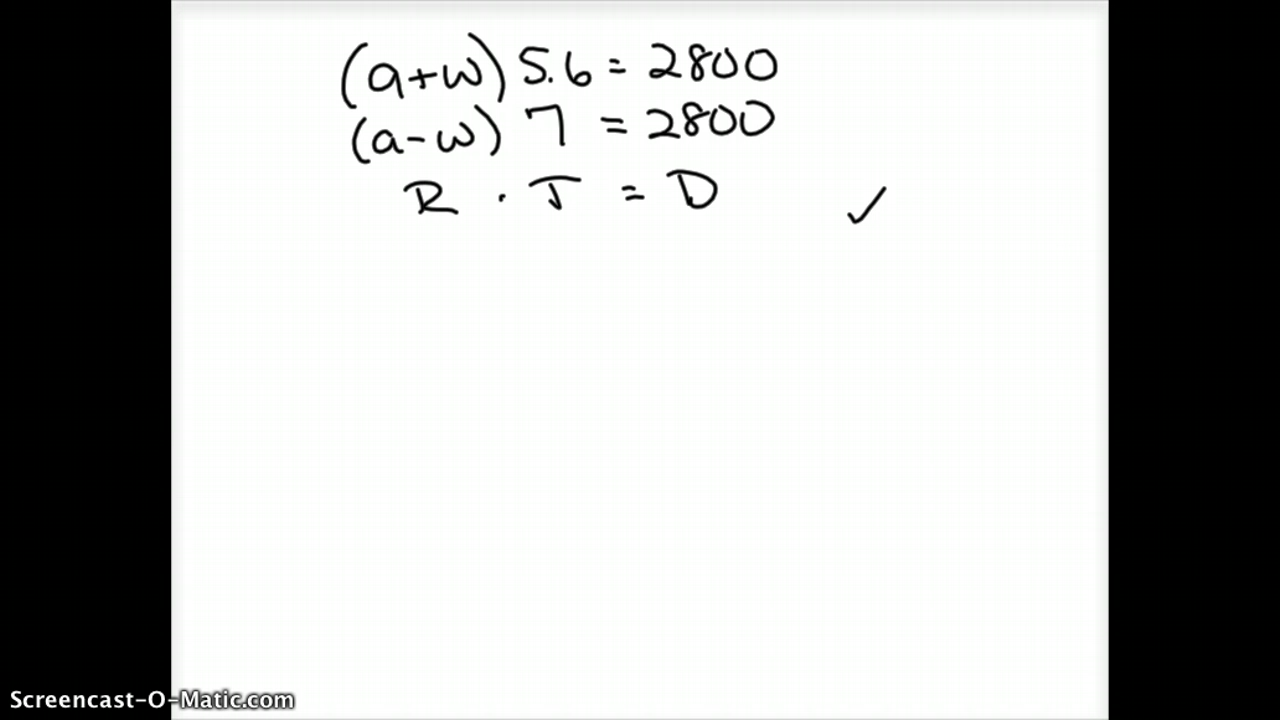 (a+w) 5.6 = 2800
(a-w) 7 = 2800
R · T = D
✓
Screencast-O-Matic.com